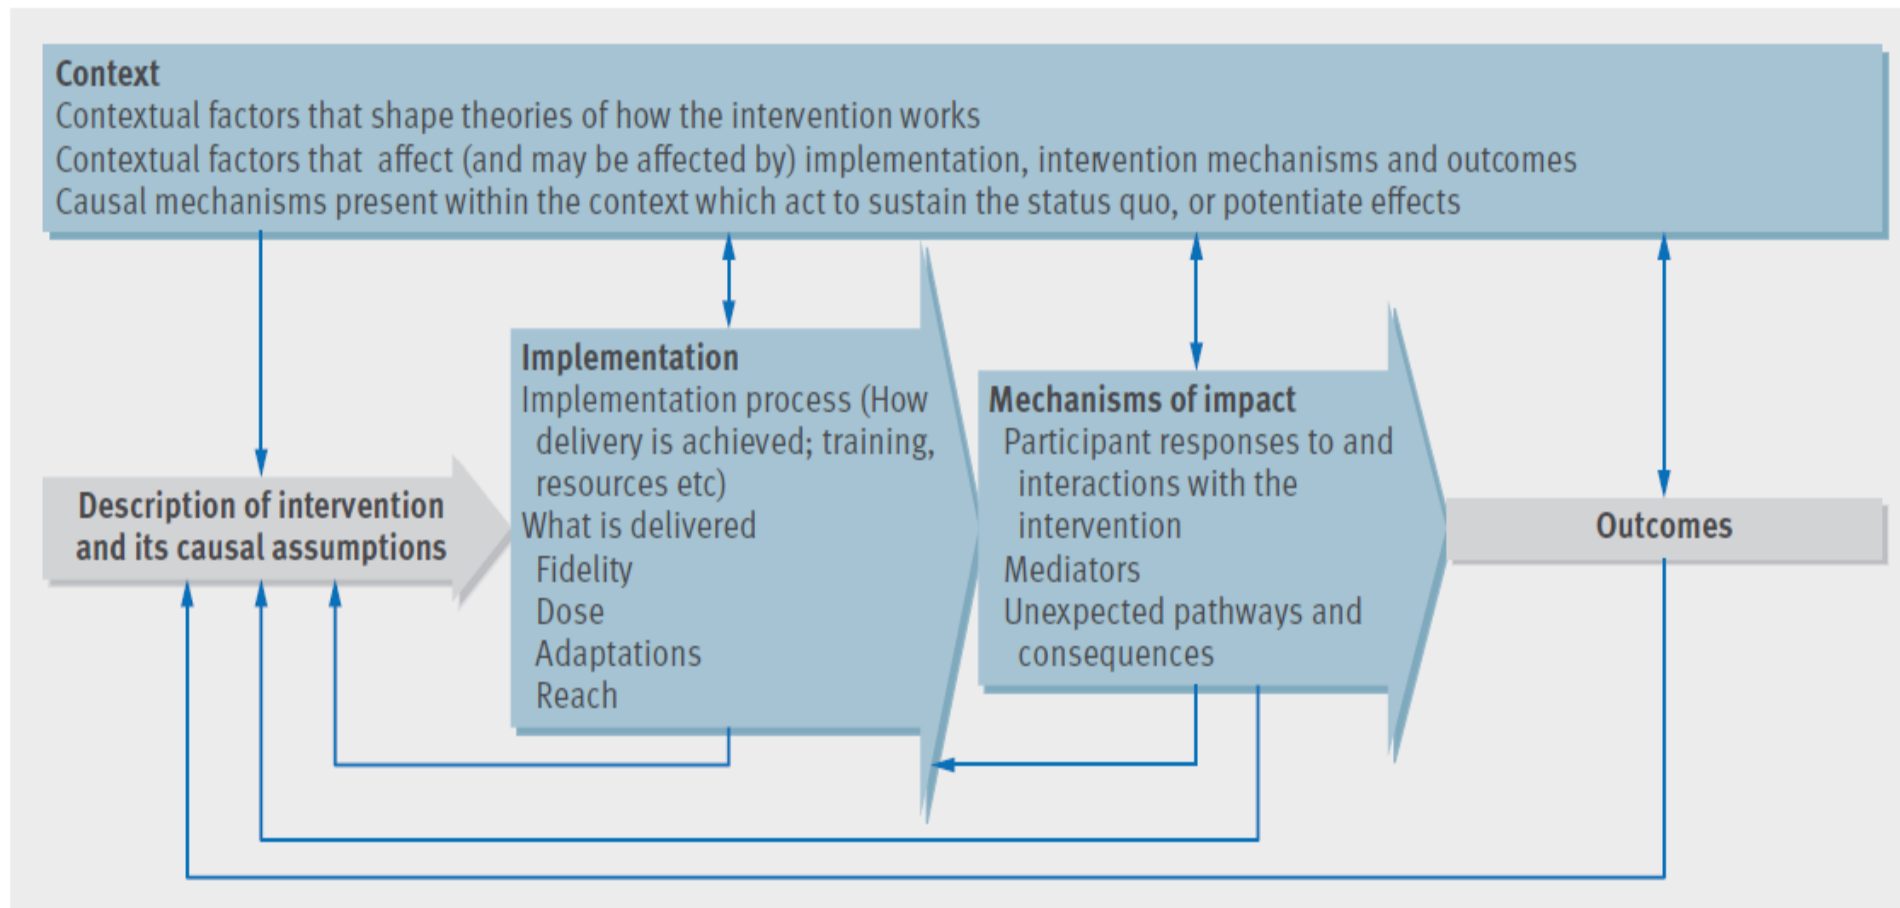 Context
Contextual factors that shape theories of how the intervention works
Contextual factors that affect (and may be affected by) implementation, intervention mechanisms and outcomes
Causal mechanisms present within the context which act to sustain the status quo, or potentiate effects
Description of intervention
and its causal assumptions
Implementation
Implementation process (How
delivery is achieved; training,
resources etc)
What is delivered
Fidelity
Dose
Adaptations
Reach
Mechanisms of impact
Participant responses to and
interactions with the
intervention
Mediators
Unexpected pathways and
consequences
Outcomes